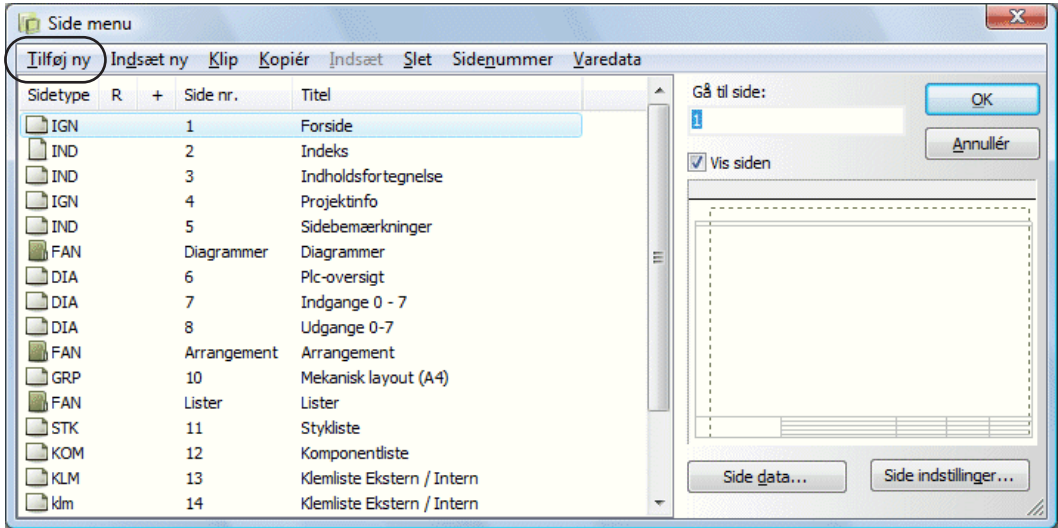 Side menu
Tilføj ny Indsæt ny Klip Kopiér Indsæt Slet Sidenummer Varedata
Sidetype R + Side nr. Titel
IGN 1 Forside
IND 2 Indeks
IND 3 Indholdsfortegnelse
IGN 4 Projektinfo
IND 5 Sidebemærkninger
FAN Diagrammer Diagrammer
DIA 6 Plc-oversigt
DIA 7 Indgange 0 - 7
DIA 8 Udgange 0-7
FAN Arrangement Arrangement
GRP 10 Mekanisk layout (A4)
FAN Lister Lister
STK 11 Stykliste
KOM 12 Komponentliste
KLM 13 Klemliste Ekstern / Intern
klm 14 Klemliste Ekstern / Intern
Gå til side:
1
OK
Annullér
Vis siden
Side data...
Side indstillinger...